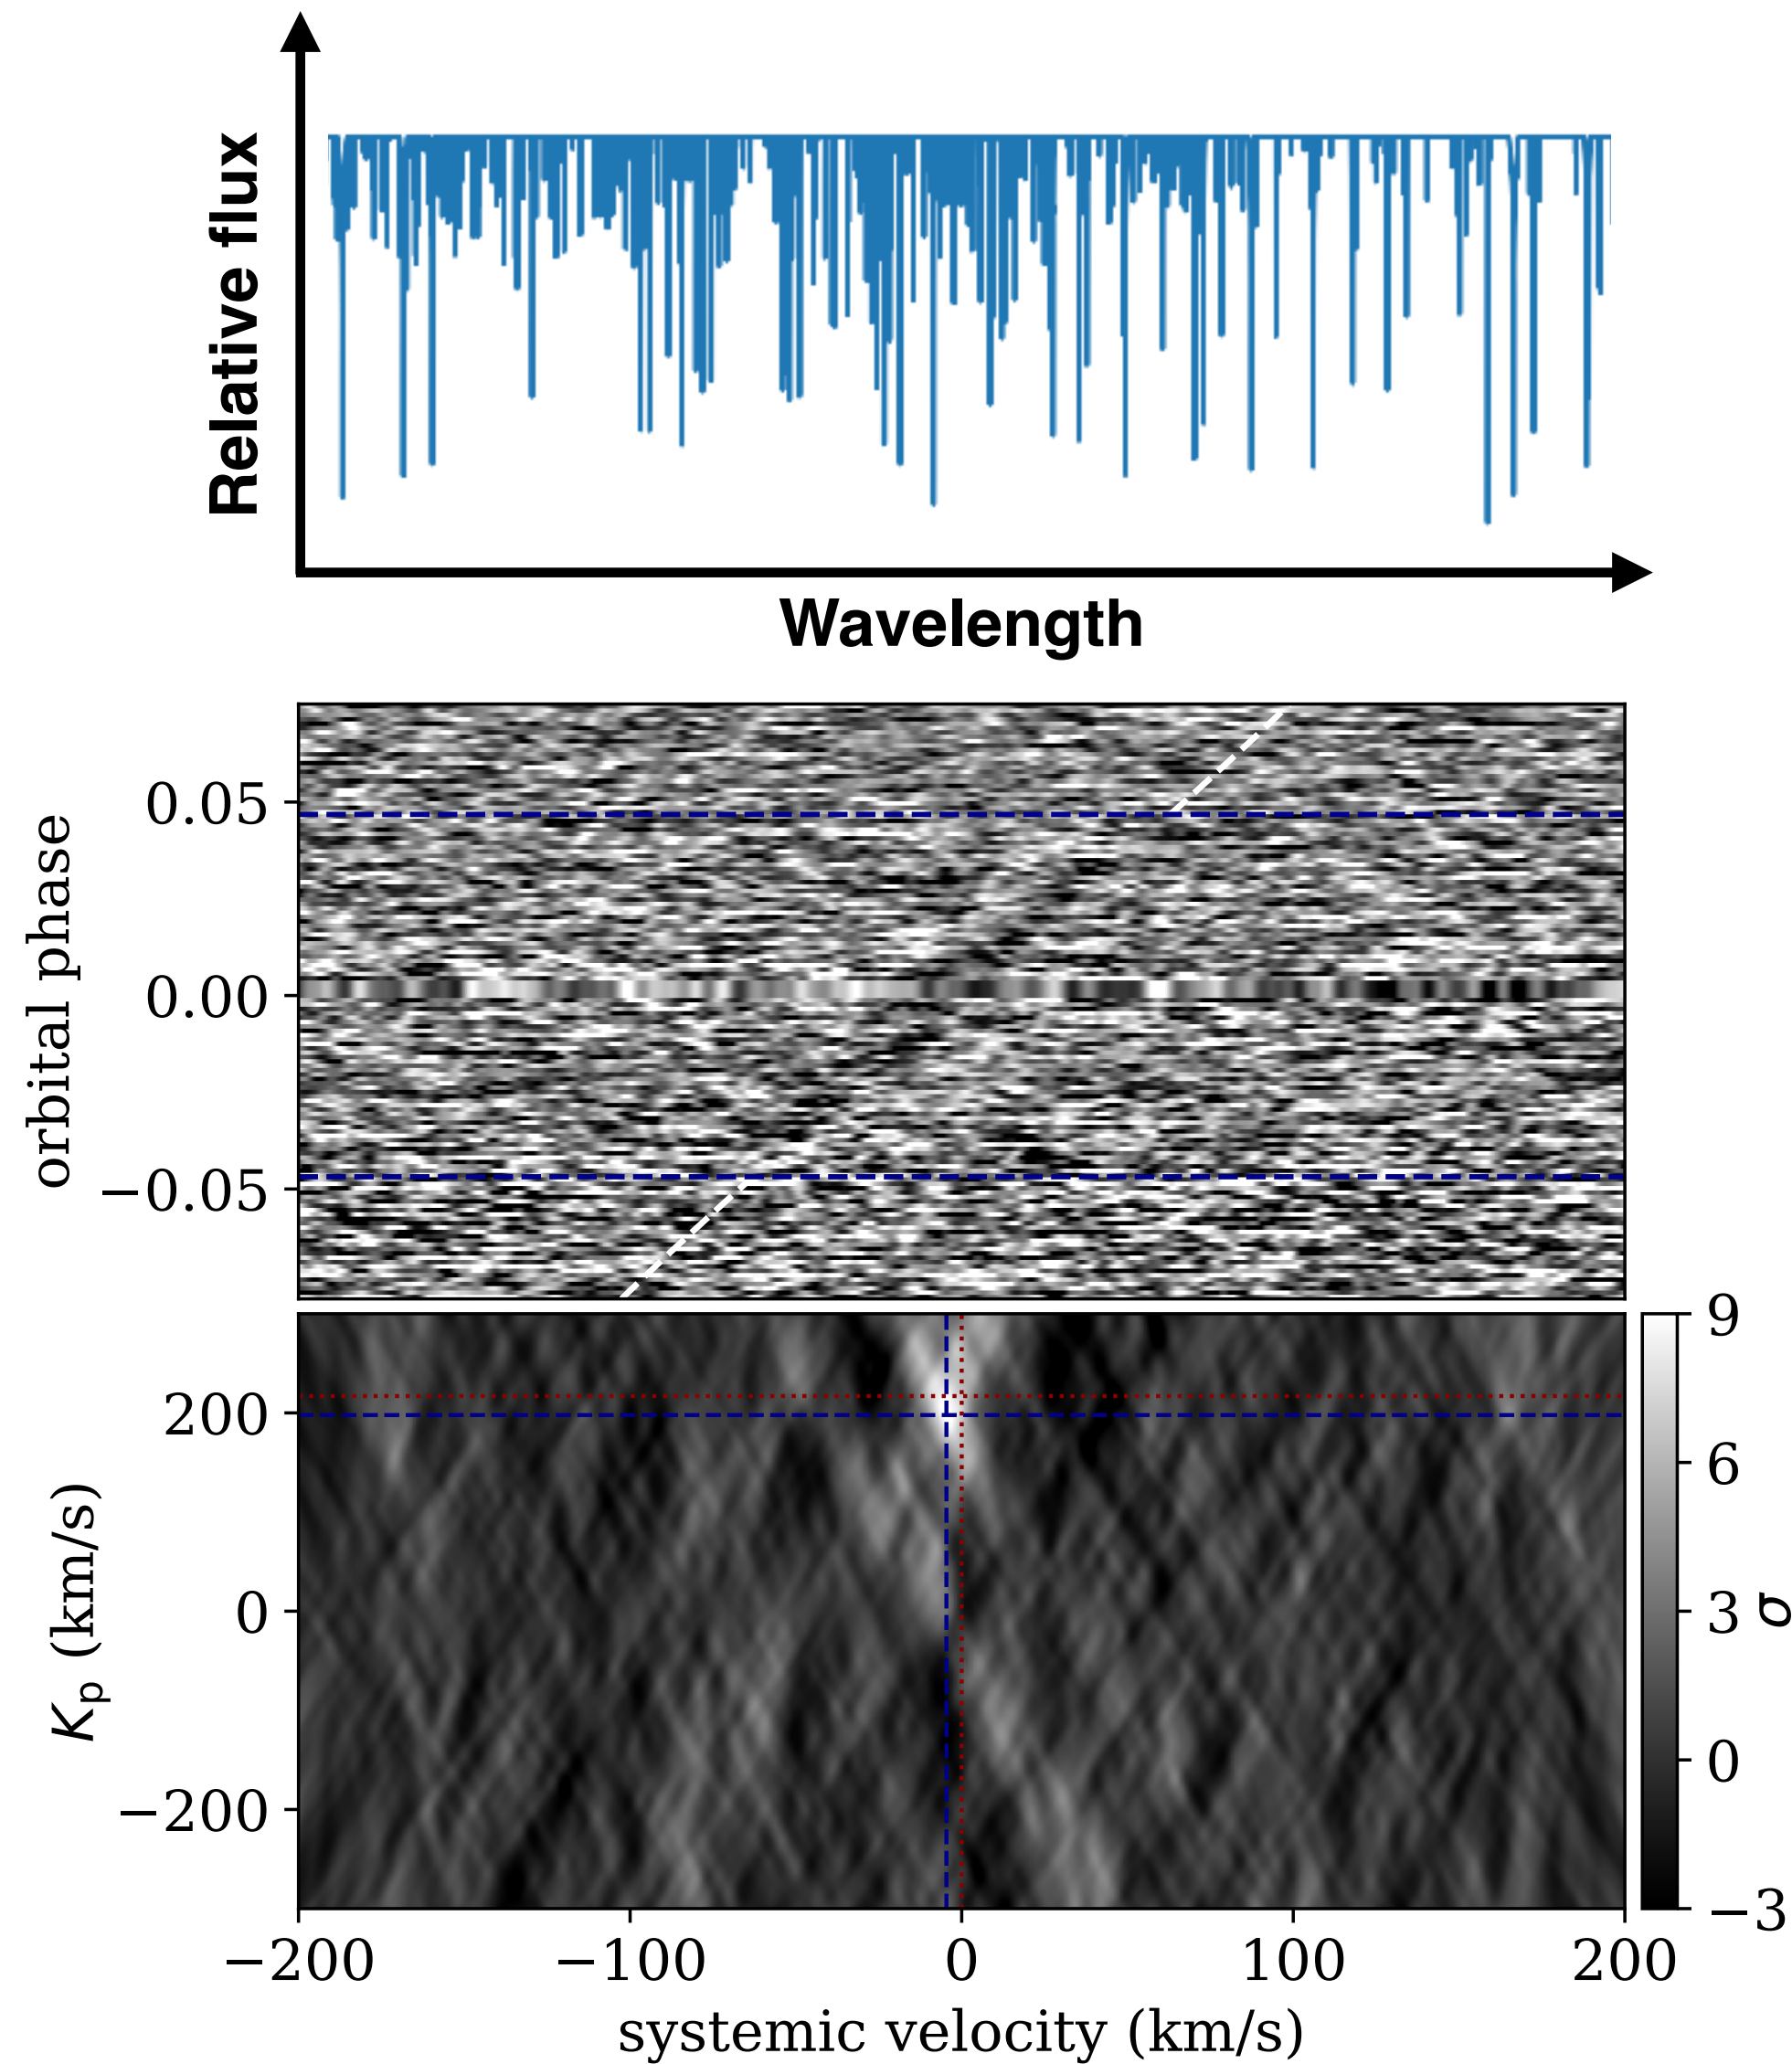 Relative flux
Wavelength
orbital phase
0.05
0.00
−0.05
Kp (km/s)
200
0
−200
9
6
3
0
−3
σ
−200 −100 0 100 200
systemic velocity (km/s)